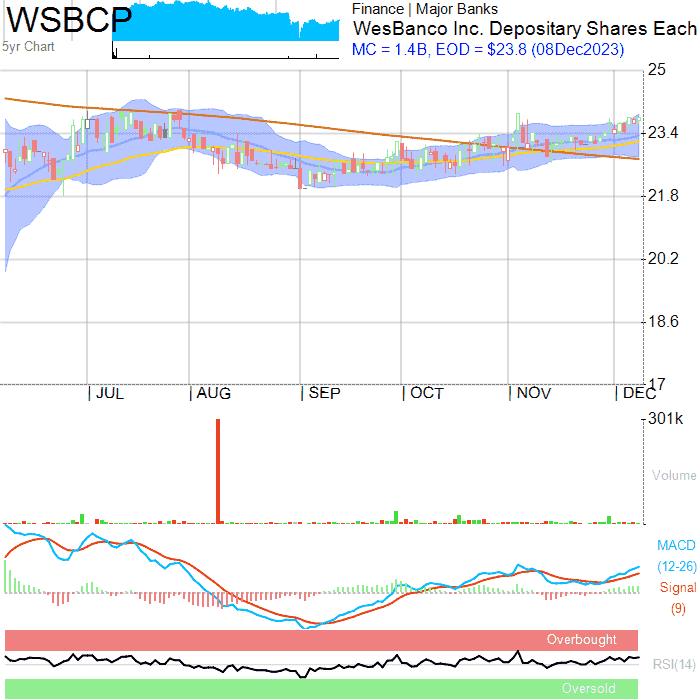 WSBCP
5yr Chart
Finance | Major Banks
WesBanco Inc. Depositary Shares Each
MC = 1.4B, EOD = $23.8 (08Dec2023)
25
23.4
21.8
20.2
18.6
17
JUL
AUG
SEP
OCT
NOV
DEC
301k
Volume
MACD
(12-26)
Signal
(9)
Overbought
RSI(14)
Oversold